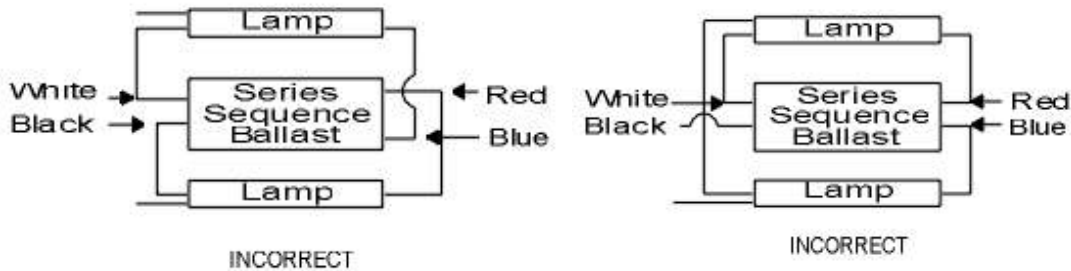 Lamp
White
Black
Series
Sequence
Ballast
Red
Blue
Lamp
INCORRECT
Lamp
White
Black
Series
Sequence
Ballast
Red
Blue
Lamp
INCORRECT